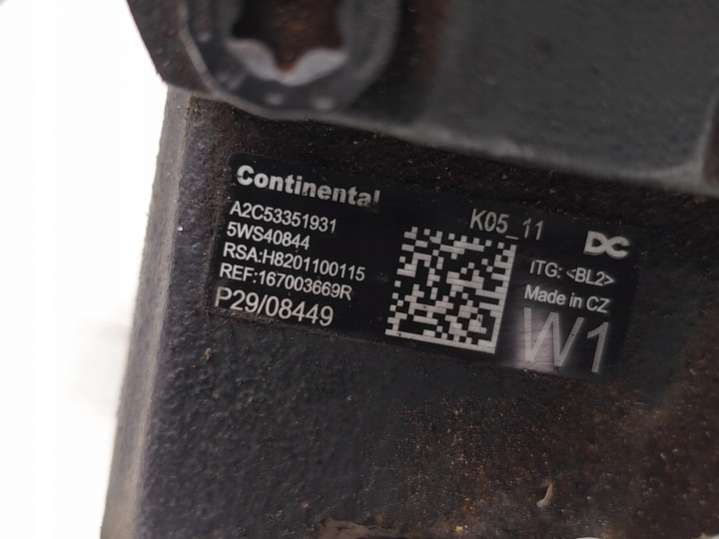 Continental
A2C53351931
5WS40844
RSA:H8201100115
REF:167003669R
P29/08449
K05_11
DC
ITG: <BL2>
Made in CZ
W1